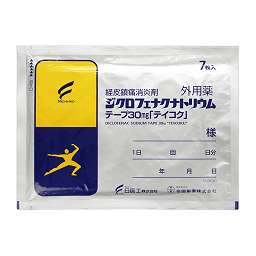 7枚入
経皮鎮痛消炎剤
外用薬
ジクロフェナクナトリウム
テープ30mg「テイコク」
DICLOFENAC SODIUM TAPE 30mg "TEIKOKU"
様
1日 回 日分
年 月 日
日医工株式会社
帝國製薬株式会社